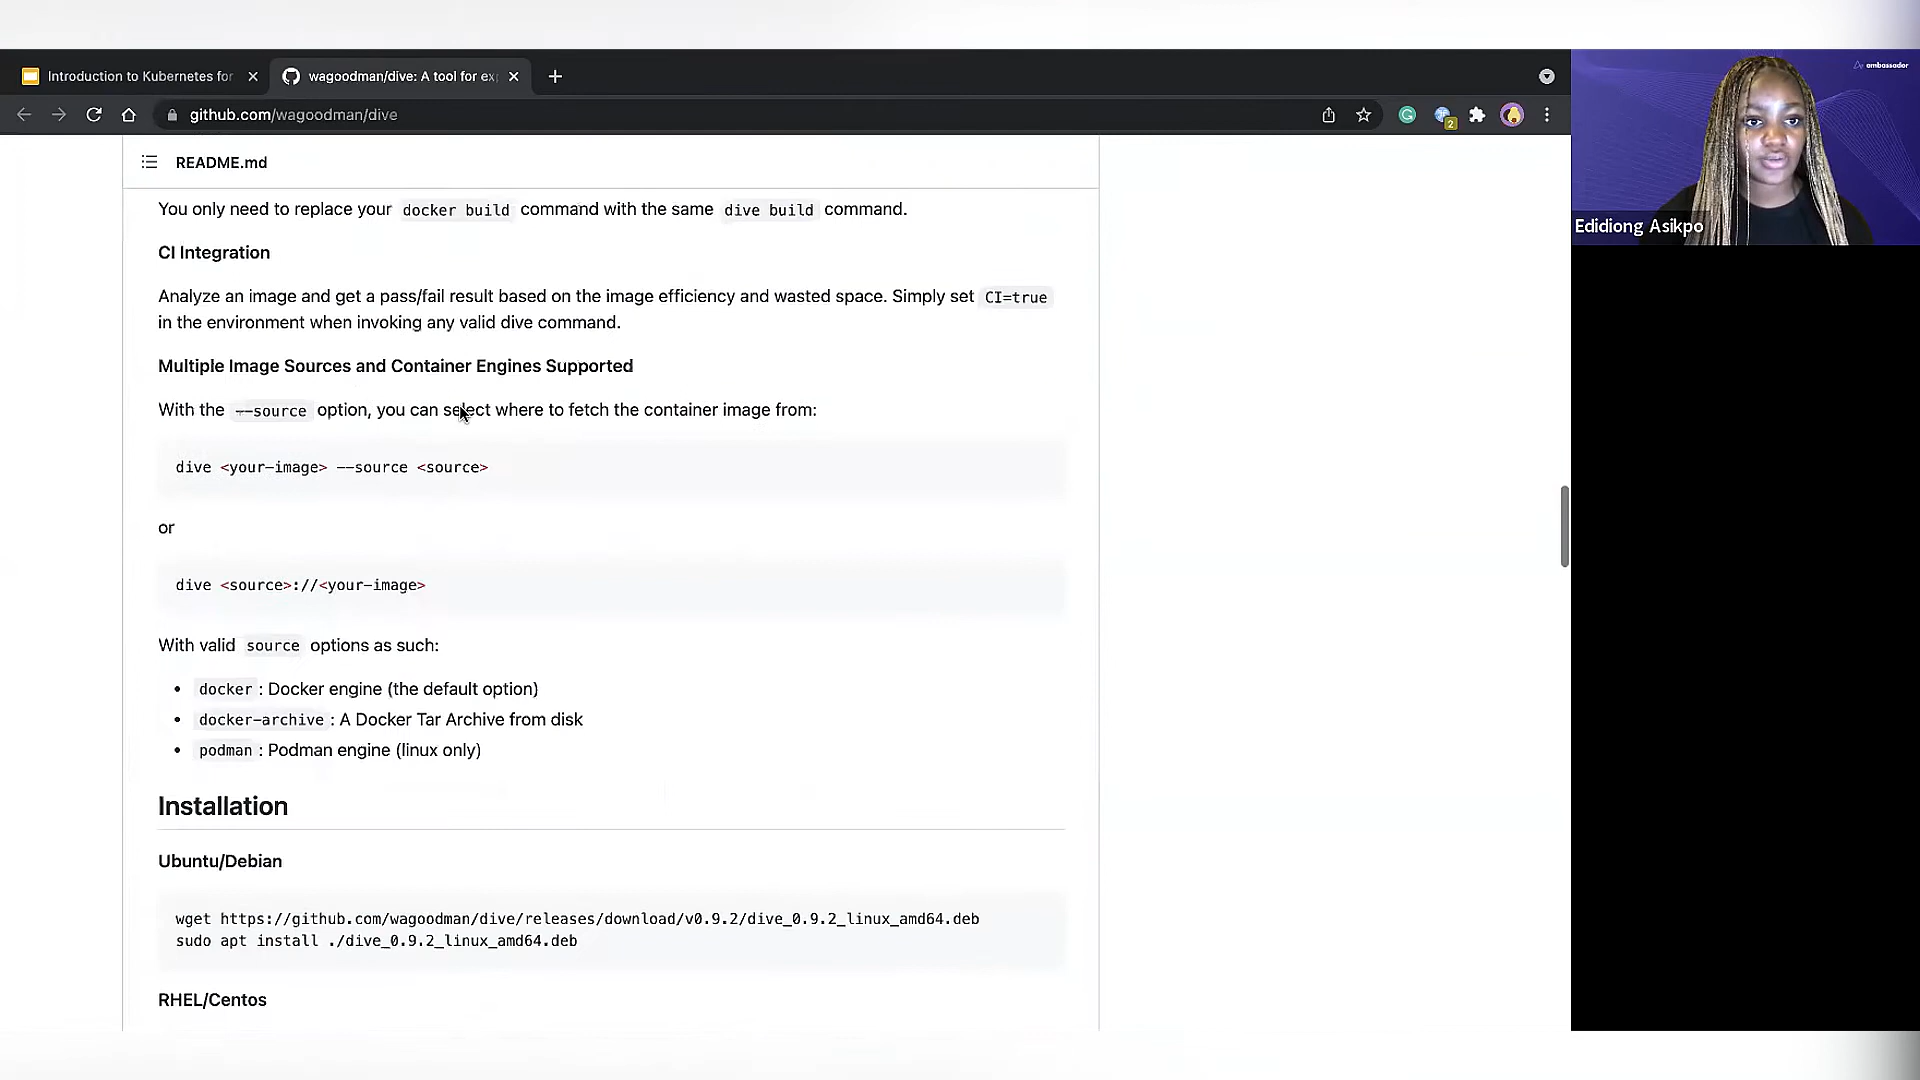 Introduction to Kubernetes for
wagoodman/dive: A tool for exp
github.com/wagoodman/dive
2
ambassador
Edidiong Asikpo
README.md
You only need to replace your docker build command with the same dive build command.
CI Integration
Analyze an image and get a pass/fail result based on the image efficiency and wasted space. Simply set CI=true
in the environment when invoking any valid dive command.
Multiple Image Sources and Container Engines Supported
With the --source option, you can select where to fetch the container image from:
dive <your-image> --source <source>
or
dive <source>://<your-image>
With valid source options as such:
• docker : Docker engine (the default option)
• docker-archive : A Docker Tar Archive from disk
• podman : Podman engine (linux only)
Installation
Ubuntu/Debian
wget https://github.com/wagoodman/dive/releases/download/v0.9.2/dive_0.9.2_linux_amd64.deb
sudo apt install ./dive_0.9.2_linux_amd64.deb
RHEL/Centos